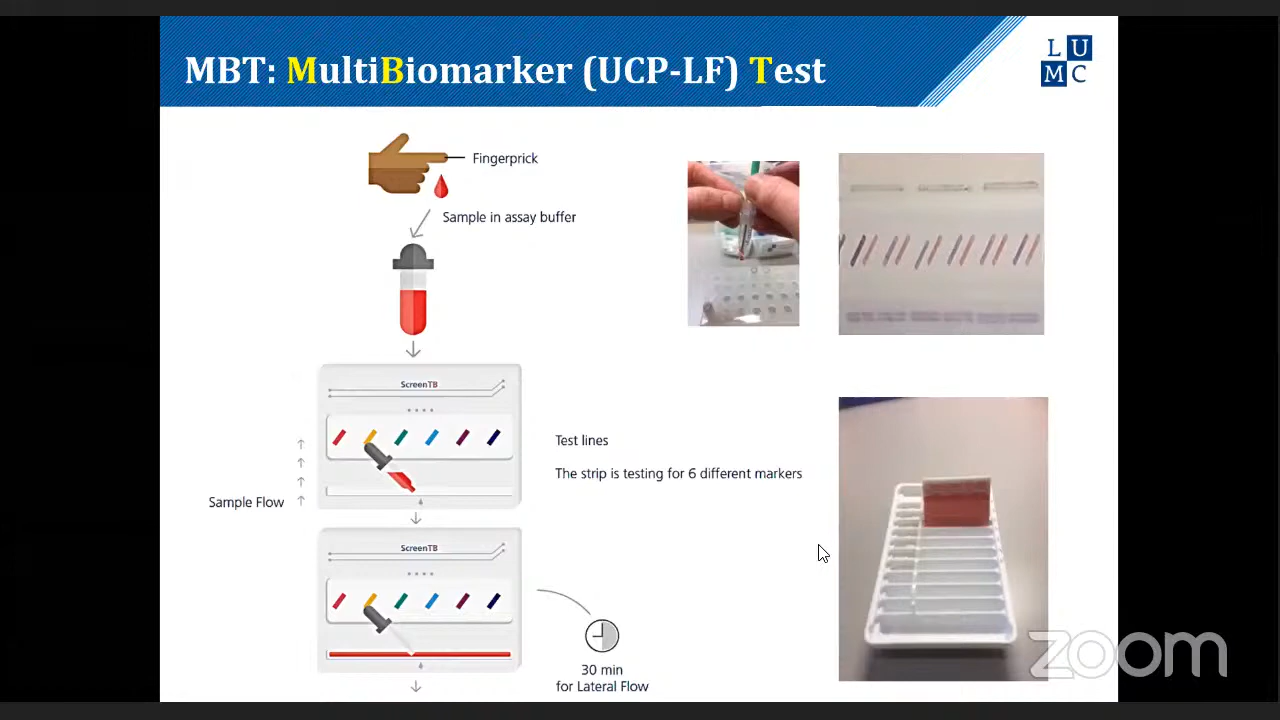 MBT: MultiBiomarker (UCP-LF) Test
L U
M C
Fingerprick
Sample in assay buffer
ScreenTB
Test lines
The strip is testing for 6 different markers
Sample Flow
ScreenTB
30 min
for Lateral Flow
zoom